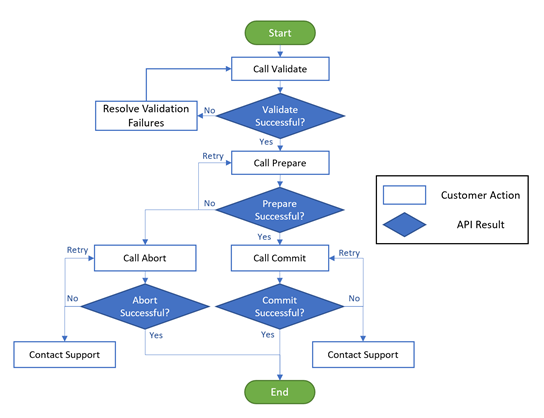 Start
Call Validate
Resolve Validation
Failures
No
Validate
Successful?
Yes
Retry
Call Prepare
Customer Action
API Result
Prepare
Successful?
No
Yes
Retry
Call Abort
Call Commit
Retry
No
Abort
Successful?
Commit
Successful?
No
Yes
Yes
Contact Support
Contact Support
End